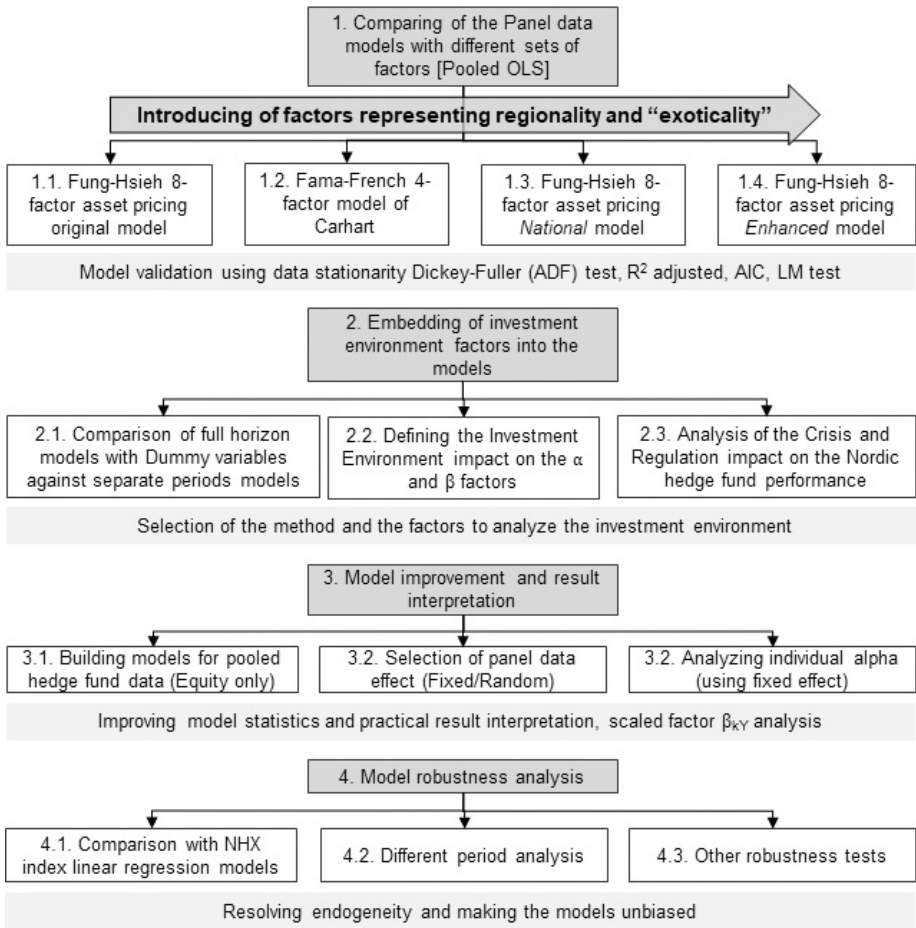 1. Comparing of the Panel data
models with different sets of
factors [Pooled OLS]
Introducing of factors representing regionality and “exoticality”
1.1. Fung-Hsieh 8-
factor asset pricing
original model
1.2. Fama-French 4-
factor model of
Carhart
1.3. Fung-Hsieh 8-
factor asset pricing
National model
1.4. Fung-Hsieh 8-
factor asset pricing
Enhanced model
Model validation using data stationarity Dickey-Fuller (ADF) test, R² adjusted, AIC, LM test
2. Embedding of investment
environment factors into the
models
2.1. Comparison of full horizon
models with Dummy variables
against separate periods models
2.2. Defining the Investment
Environment impact on the α
and β factors
2.3. Analysis of the Crisis and
Regulation impact on the Nordic
hedge fund performance
Selection of the method and the factors to analyze the investment environment
3. Model improvement and result
interpretation
3.1. Building models for pooled
hedge fund data (Equity only)
3.2. Selection of panel data
effect (Fixed/Random)
3.2. Analyzing individual alpha
(using fixed effect)
Improving model statistics and practical result interpretation, scaled factor βkY analysis
4. Model robustness analysis
4.1. Comparison with NHX
index linear regression models
4.2. Different period analysis
4.3. Other robustness tests
Resolving endogeneity and making the models unbiased